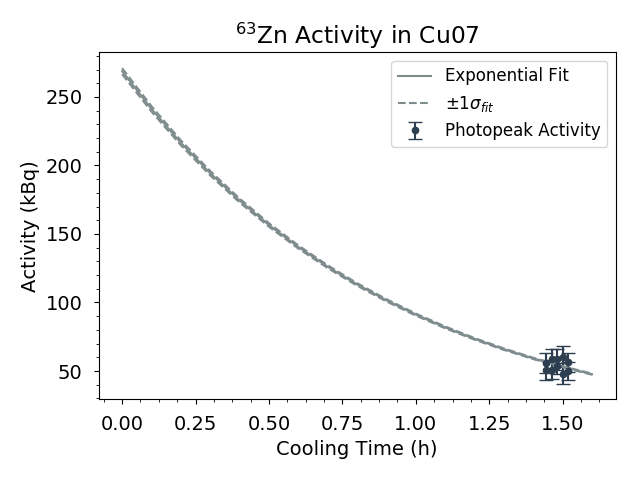 ⁶³Zn Activity in Cu07
Exponential Fit
±1σ_fit
Photopeak Activity
Activity (kBq)
250
200
150
100
50
0.00 0.25 0.50 0.75 1.00 1.25 1.50
Cooling Time (h)